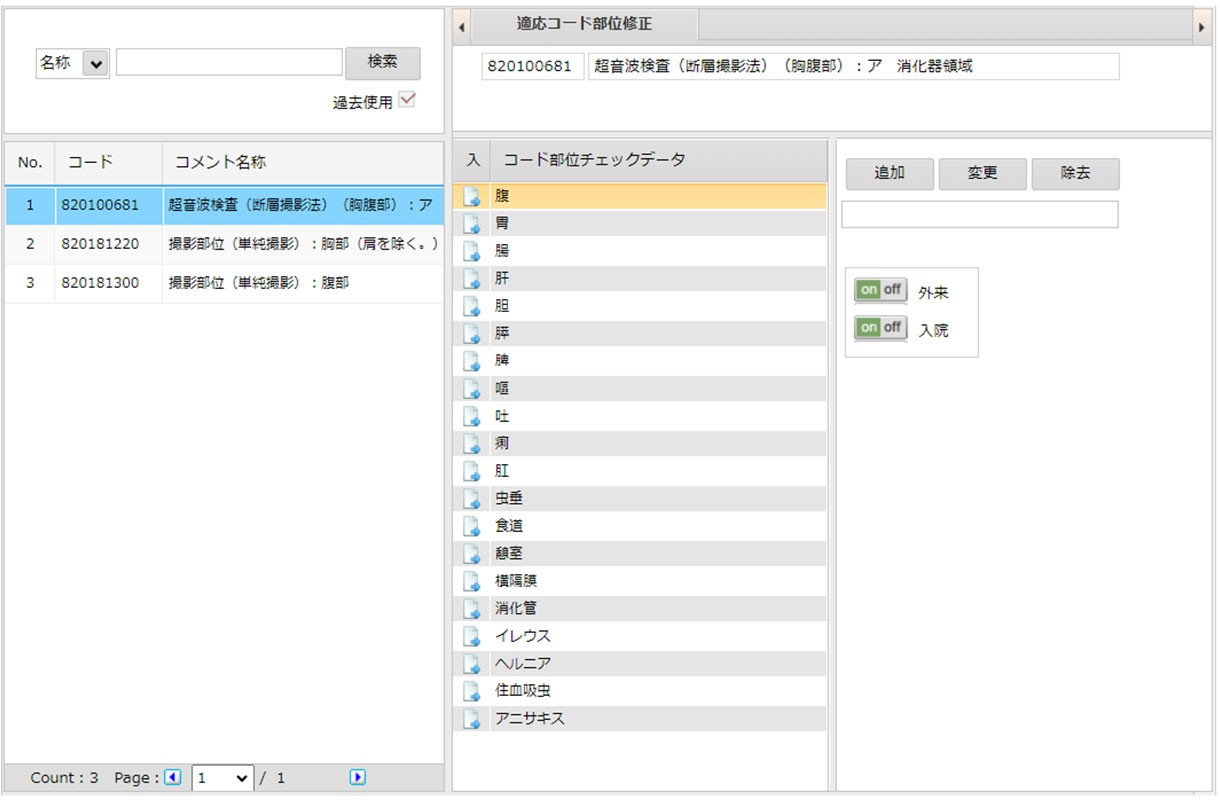 名称
検索
過去使用
No. コード コメント名称
1 820100681 超音波検査（断層撮影法）（胸腹部）：ア
2 820181220 撮影部位（単純撮影）：胸部（肩を除く。）
3 820181300 撮影部位（単純撮影）：腹部
Count : 3 Page : 1 / 1
適応コード部位修正
820100681 超音波検査（断層撮影法）（胸腹部）：ア　消化器領域
入 コード部位チェックデータ
腹
胃
腸
肝
胆
膵
脾
嘔
吐
痢
肛
虫垂
食道
憩室
横隔膜
消化管
イレウス
ヘルニア
住血吸虫
アニサキス
追加 変更 除去
on off 外来
on off 入院